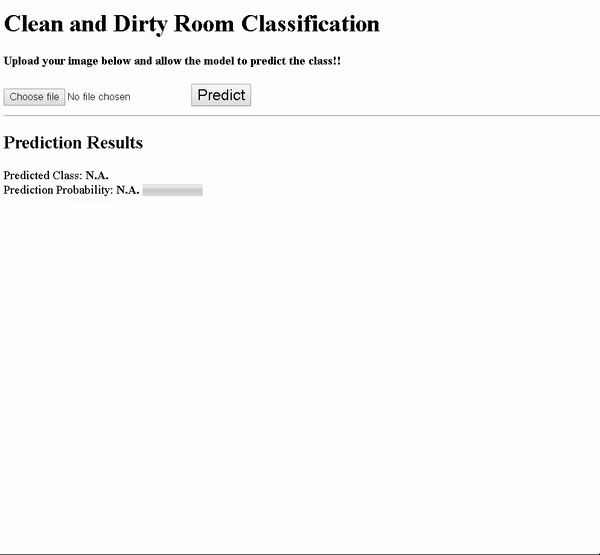 Clean and Dirty Room Classification
Upload your image below and allow the model to predict the class!!
Choose file No file chosen Predict
Prediction Results
Predicted Class: N.A.
Prediction Probability: N.A.